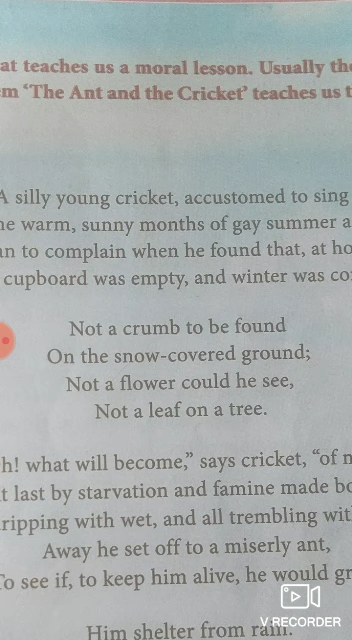 at teaches us a moral lesson. Usually the
m ‘The Ant and the Cricket’ teaches us t
A silly young cricket, accustomed to sing
he warm, sunny months of gay summer a
an to complain when he found that, at ho
cupboard was empty, and winter was co
Not a crumb to be found
On the snow-covered ground;
Not a flower could he see,
Not a leaf on a tree.
h! what will become,” says cricket, “of m
t last by starvation and famine made bo
ripping with wet, and all trembling wit
Away he set off to a miserly ant,
To see if, to keep him alive, he would gr
Him shelter from rain.
V RECORDER